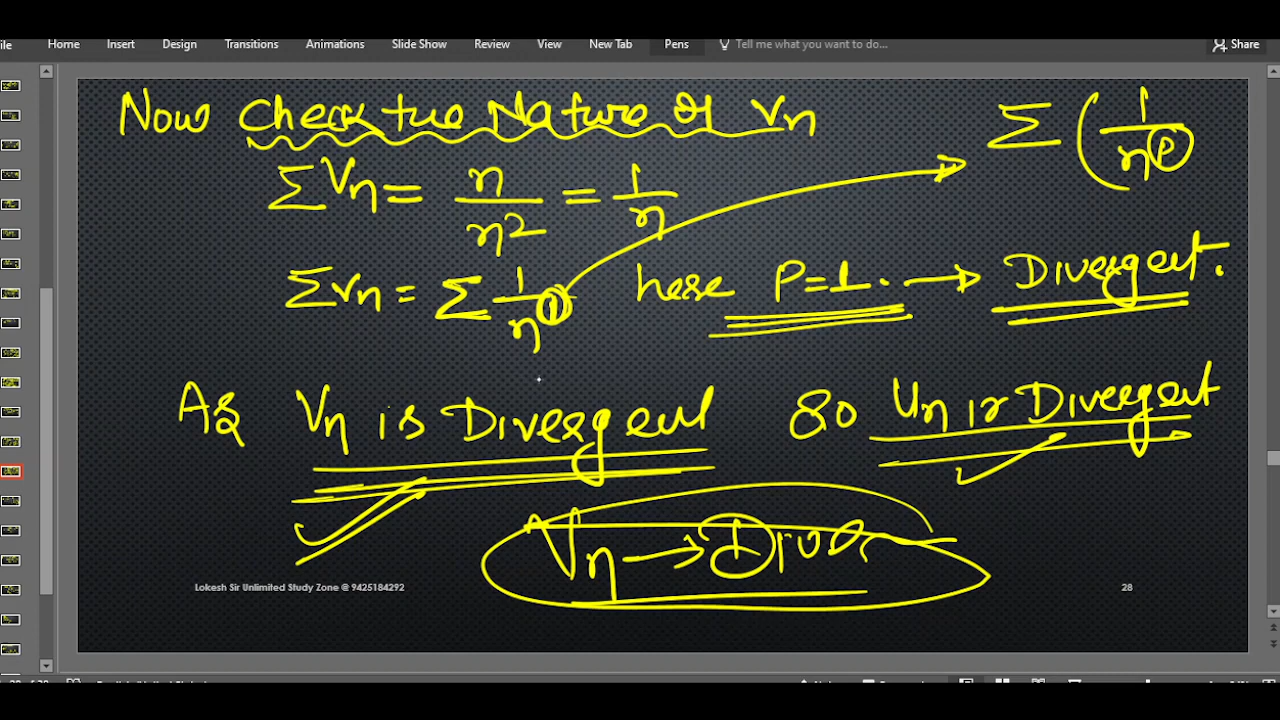 ile Home Insert Design Transitions Animations Slide Show Review View New Tab Pens Tell me what you want to do... Share
Now Check the Nature of Vn
Σ (1/n^P
ΣVn = n/n² = 1/n
ΣVn = Σ 1/n^1 here P=1. → Divergent.
As Vn is Divergent so Un is Divergent
Vn → Div.
Lokesh Sir Unlimited Study Zone @ 9425184292 28